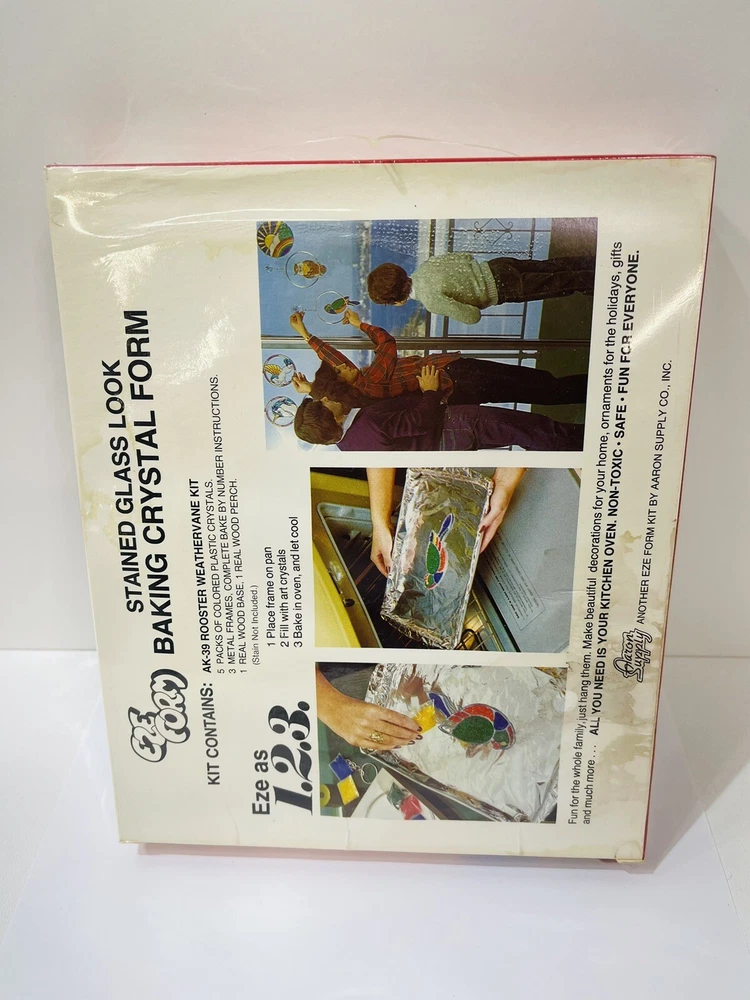 STAINED GLASS LOOK
EZE FORM BAKING CRYSTAL FORM
KIT CONTAINS: AK-39 ROOSTER WEATHERVANE KIT
5 PACKS OF COLORED PLASTIC CRYSTALS.
3 METAL FRAMES. COMPLETE BAKE BY NUMBER INSTRUCTIONS.
1 REAL WOOD BASE. 1 REAL WOOD PERCH.
(Stain Not Included.)
Eze as
1.2.3.
1 Place frame on pan
2 Fill with art crystals
3 Bake in oven, and let cool
Fun for the whole family, just hang them. Make beautiful decorations for your home, ornaments for the holidays, gifts
and much more . . . ALL YOU NEED IS YOUR KITCHEN OVEN. NON-TOXIC • SAFE • FUN FOR EVERYONE.
Aaron Supply ANOTHER EZE FORM KIT BY AARON SUPPLY CO., INC.